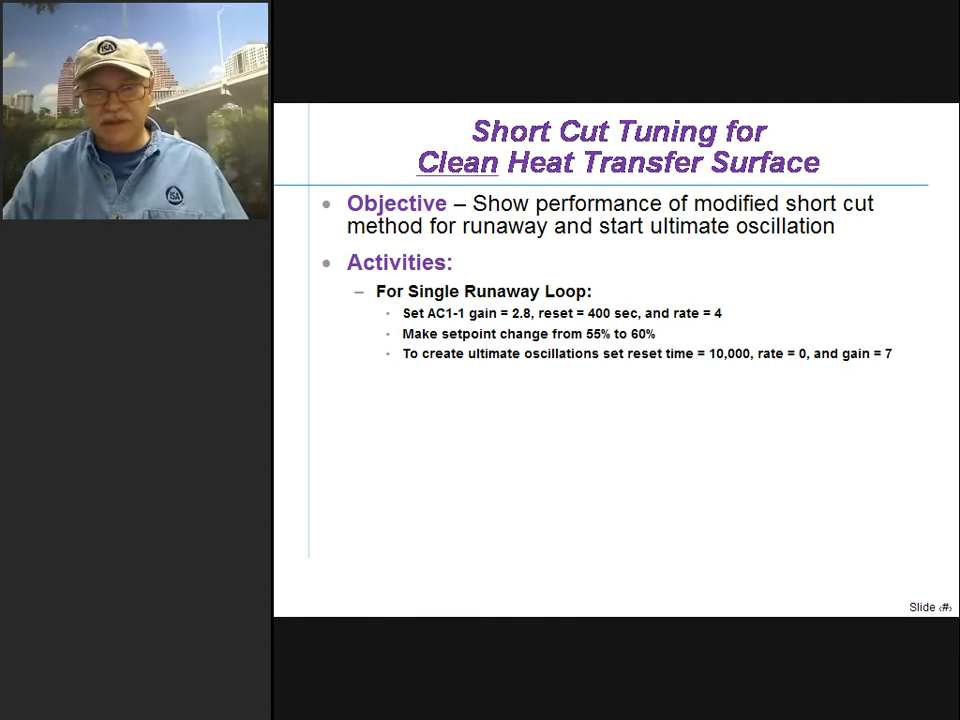 ISA
ISA
Short Cut Tuning for
Clean Heat Transfer Surface
• Objective – Show performance of modified short cut
method for runaway and start ultimate oscillation
• Activities:
– For Single Runaway Loop:
• Set AC1-1 gain = 2.8, reset = 400 sec, and rate = 4
• Make setpoint change from 55% to 60%
• To create ultimate oscillations set reset time = 10,000, rate = 0, and gain = 7
Slide ‹#›